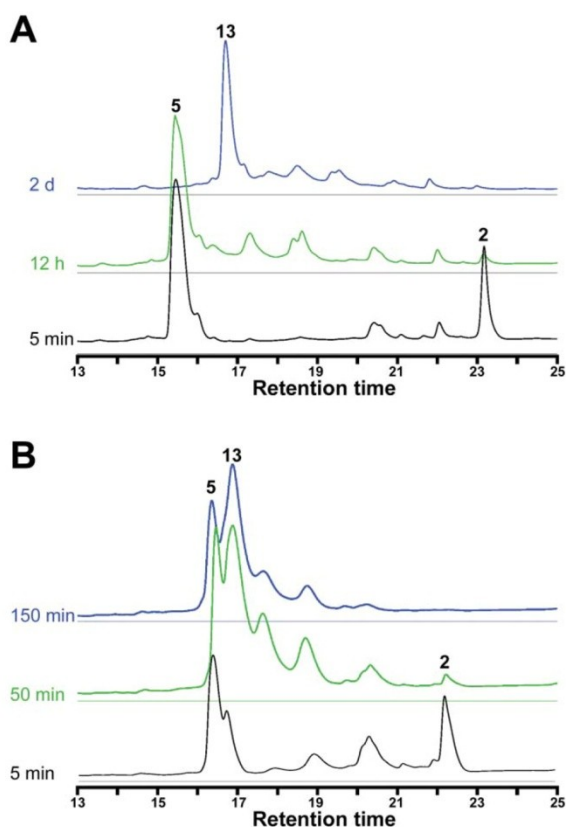 A
13
5
2 d
2
12 h
5 min
13 15 17 19 21 23 25
Retention time
B
13
5
150 min
2
50 min
5 min
13 15 17 19 21 23 25
Retention time